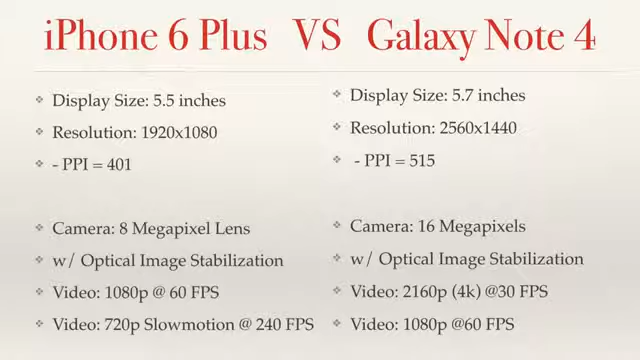 iPhone 6 Plus VS Galaxy Note 4
Display Size: 5.5 inches
Resolution: 1920x1080
- PPI = 401
Camera: 8 Megapixel Lens
w/ Optical Image Stabilization
Video: 1080p @ 60 FPS
Video: 720p Slowmotion @ 240 FPS
Display Size: 5.7 inches
Resolution: 2560x1440
- PPI = 515
Camera: 16 Megapixels
w/ Optical Image Stabilization
Video: 2160p (4k) @30 FPS
Video: 1080p @60 FPS